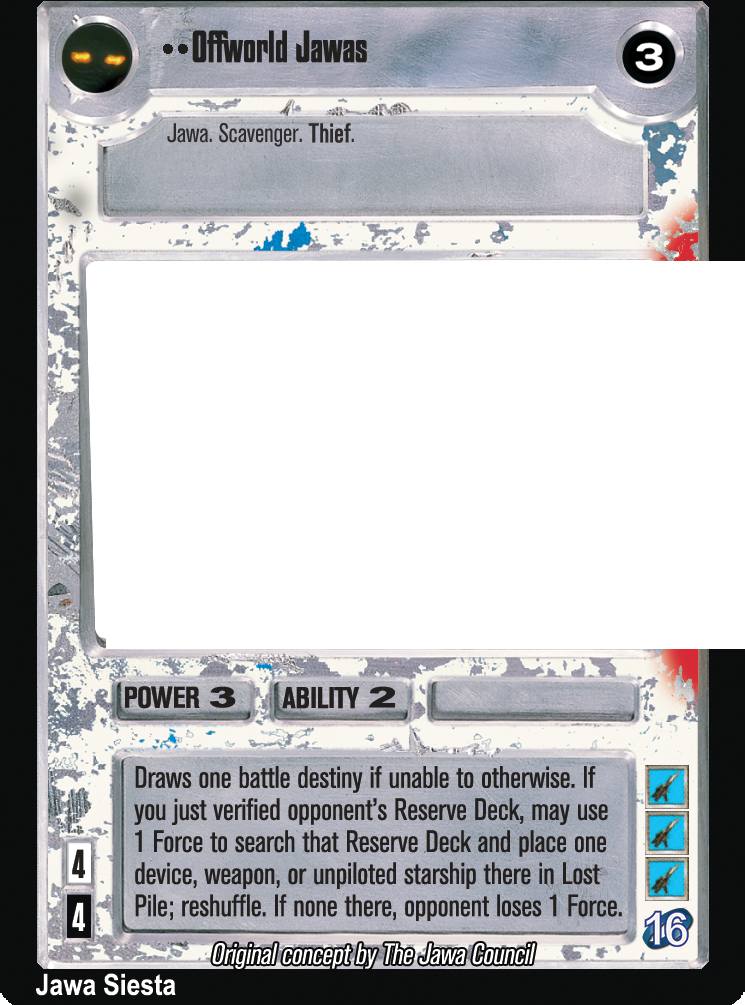 ••Offworld Jawas
3
Jawa. Scavenger. Thief.
POWER 3
ABILITY 2
Draws one battle destiny if unable to otherwise. If
you just verified opponent's Reserve Deck, may use
1 Force to search that Reserve Deck and place one
device, weapon, or unpiloted starship there in Lost
Pile; reshuffle. If none there, opponent loses 1 Force.
4
4
16
Original concept by The Jawa Council
Jawa Siesta